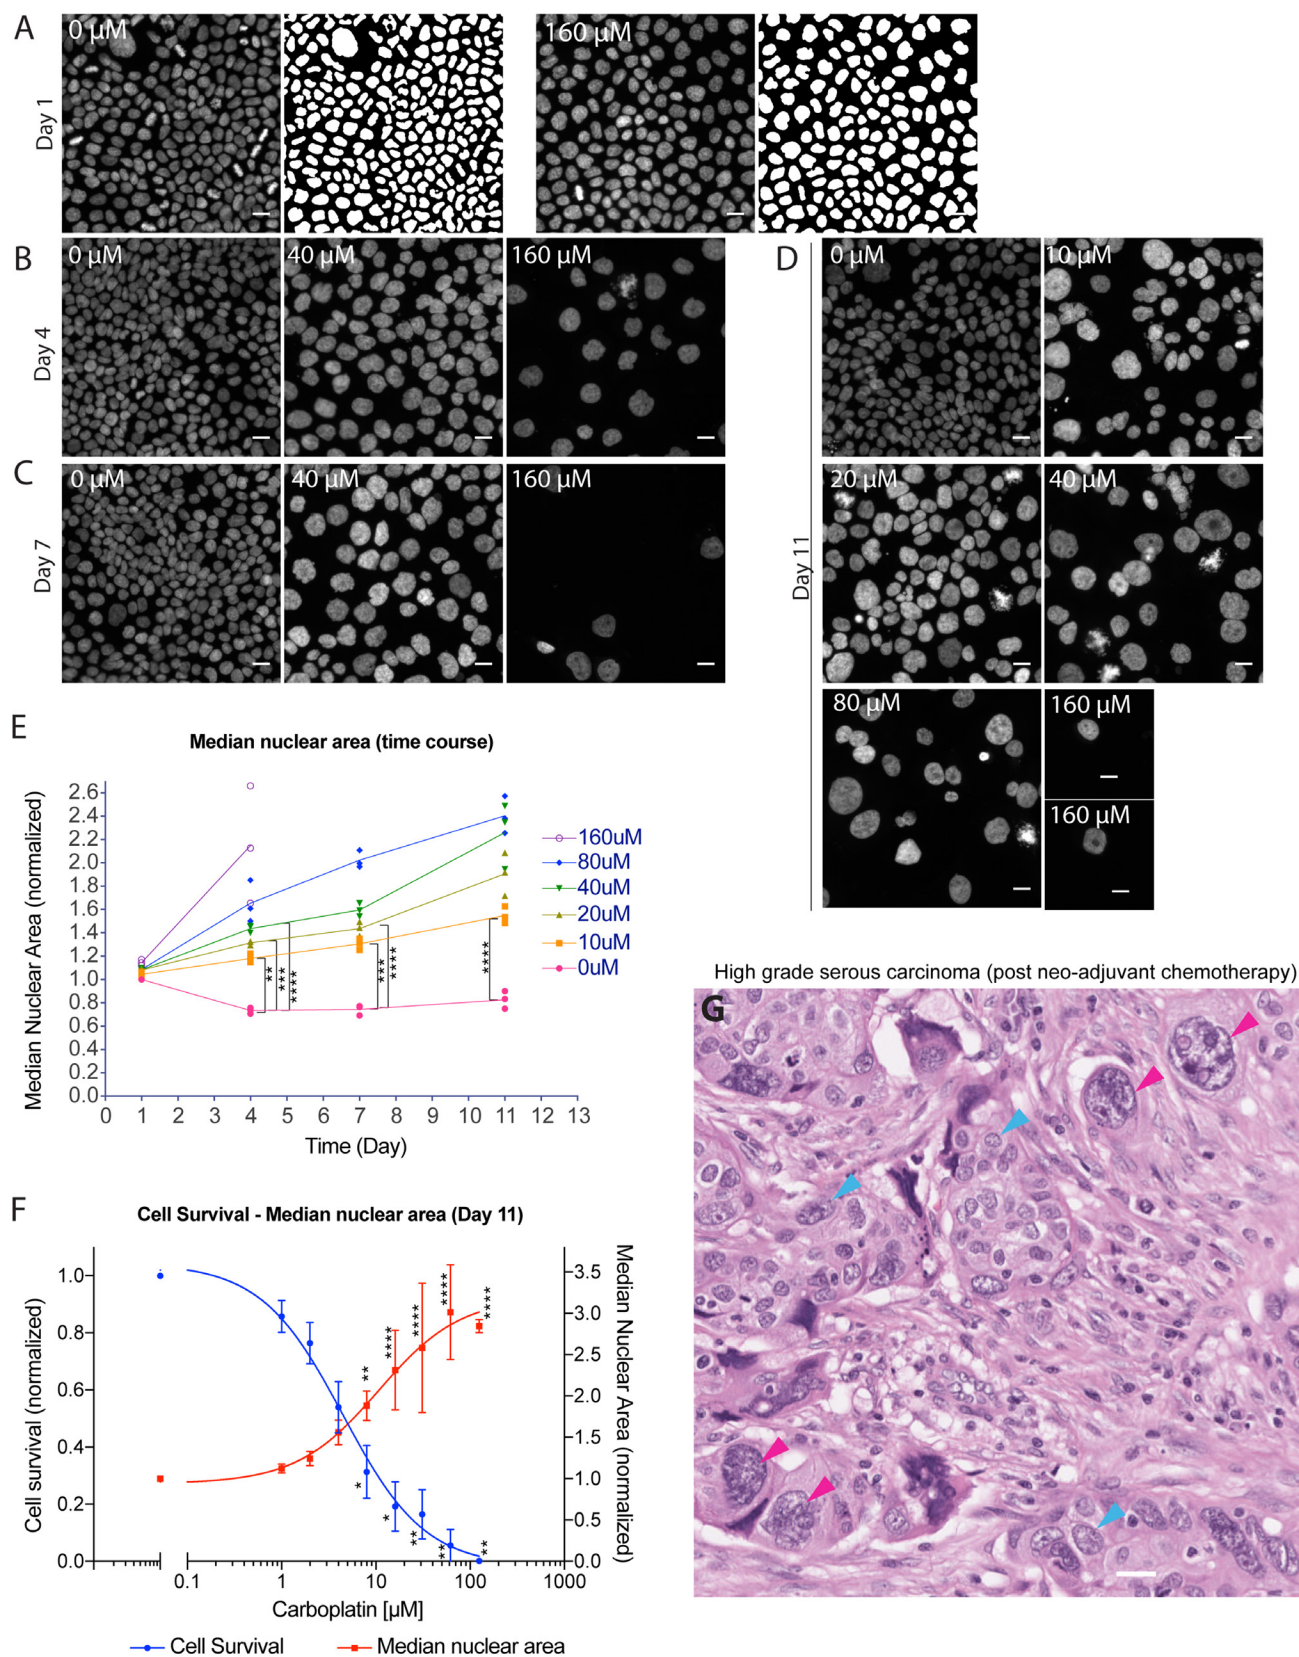 A
0 µM
160 µM
Day 1
B
0 µM
40 µM
160 µM
Day 4
C
0 µM
40 µM
160 µM
Day 7
D
0 µM
10 µM
20 µM
40 µM
80 µM
160 µM
160 µM
Day 11
E
Median nuclear area (time course)
Median Nuclear Area (normalized)
2.6
2.4
2.2
2.0
1.8
1.6
1.4
1.2
1.0
0.8
0.6
0.4
0.2
0.0
0 1 2 3 4 5 6 7 8 9 10 11 12 13
Time (Day)
** *** ****
*** ****
****
160uM
80uM
40uM
20uM
10uM
0uM
F
Cell Survival - Median nuclear area (Day 11)
Cell survival (normalized)
1.0
0.8
0.6
0.4
0.2
0.0
Median Nuclear Area (normalized)
3.5
3.0
2.5
2.0
1.5
1.0
0.5
0.0
** **** **** **** ****
* * ** ** **
0.1 1 10 100 1000
Carboplatin [µM]
Cell Survival
Median nuclear area
High grade serous carcinoma (post neo-adjuvant chemotherapy)
G